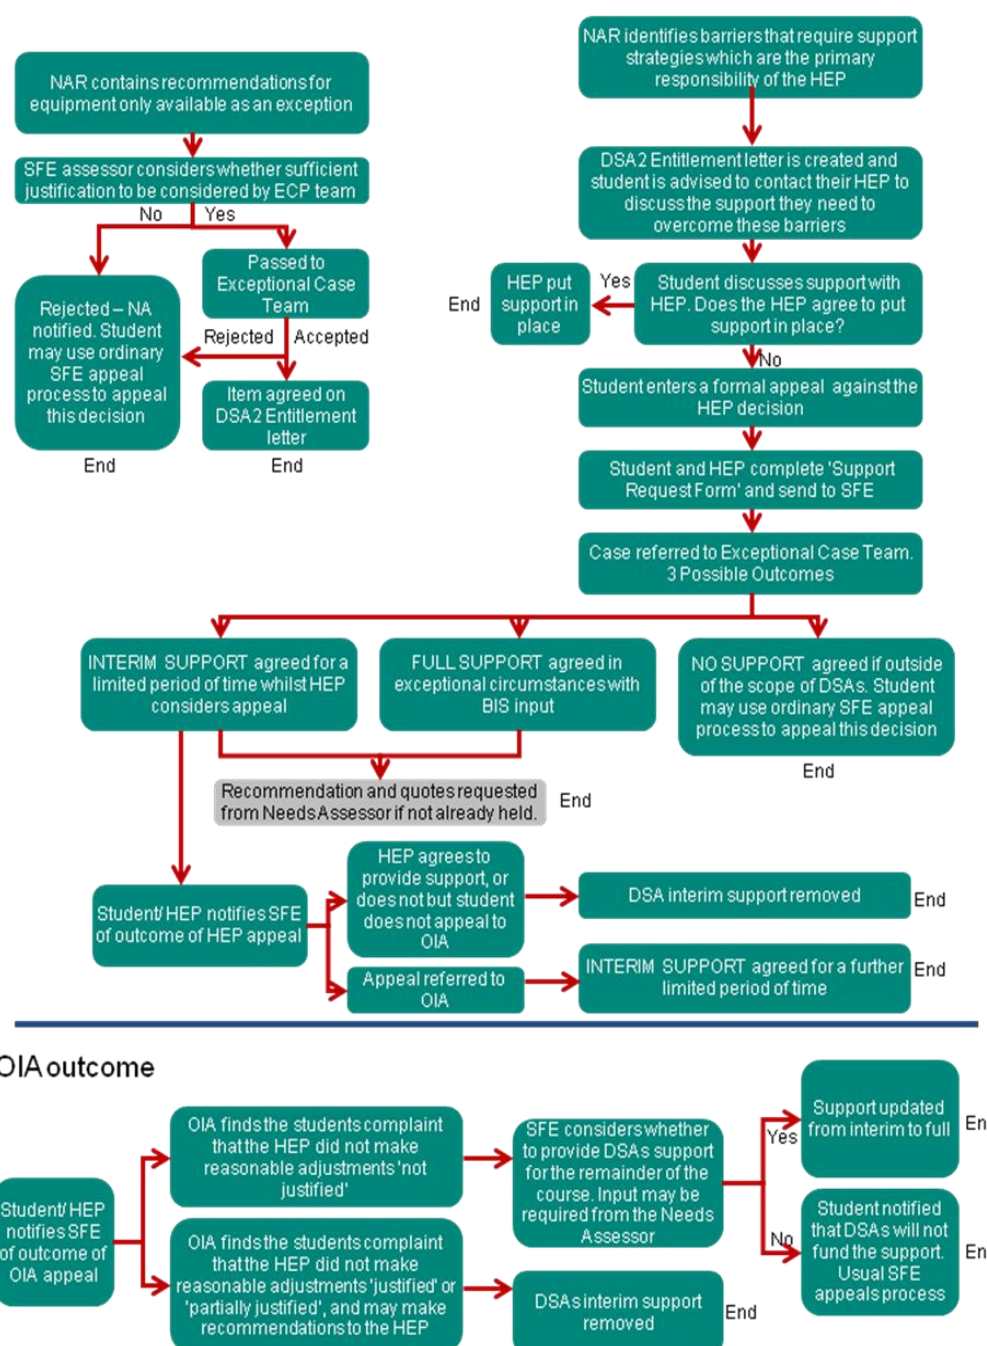 NAR contains recommendations for
equipment only available as an exception
SFE assessor considers whether sufficient
justification to be considered by ECP team
No
Yes
Rejected – NA
notified. Student
may use ordinary
SFE appeal
process to appeal
this decision
End
Passed to
Exceptional Case
Team
Rejected
Accepted
Item agreed on
DSA2 Entitlement
letter
End
NAR identifies barriers that require support
strategies which are the primary
responsibility of the HEP
DSA2 Entitlement letter is created and
student is advised to contact their HEP to
discuss the support they need to
overcome these barriers
Student discusses support with
HEP. Does the HEP agree to put
support in place?
Yes
HEP put
support in
place
End
No
Student enters a formal appeal against the
HEP decision
Student and HEP complete 'Support
Request Form' and send to SFE
Case referred to Exceptional Case Team.
3 Possible Outcomes
INTERIM SUPPORT agreed for a
limited period of time whilst HEP
considers appeal
FULL SUPPORT agreed in
exceptional circumstances with
BIS input
NO SUPPORT agreed if outside
of the scope of DSAs. Student
may use ordinary SFE appeal
process to appeal this decision
End
Recommendation and quotes requested
from Needs Assessor if not already held.
End
Student/ HEP notifies SFE
of outcome of HEP appeal
HEP agrees to
provide support, or
does not but student
does not appeal to
OIA
DSA interim support removed
End
Appeal referred to
OIA
INTERIM SUPPORT agreed for a further
limited period of time
End
OIA outcome
Student/ HEP
notifies SFE
of outcome of
OIA appeal
OIA finds the students complaint
that the HEP did not make
reasonable adjustments 'not
justified'
SFE considers whether
to provide DSAs support
for the remainder of the
course. Input may be
required from the Needs
Assessor
Yes
Support updated
from interim to full
En
No
Student notified
that DSAs will not
fund the support.
Usual SFE
appeals process
En
OIA finds the students complaint
that the HEP did not make
reasonable adjustments 'justified' or
'partially justified', and may make
recommendations to the HEP
DSAs interim support
removed
End